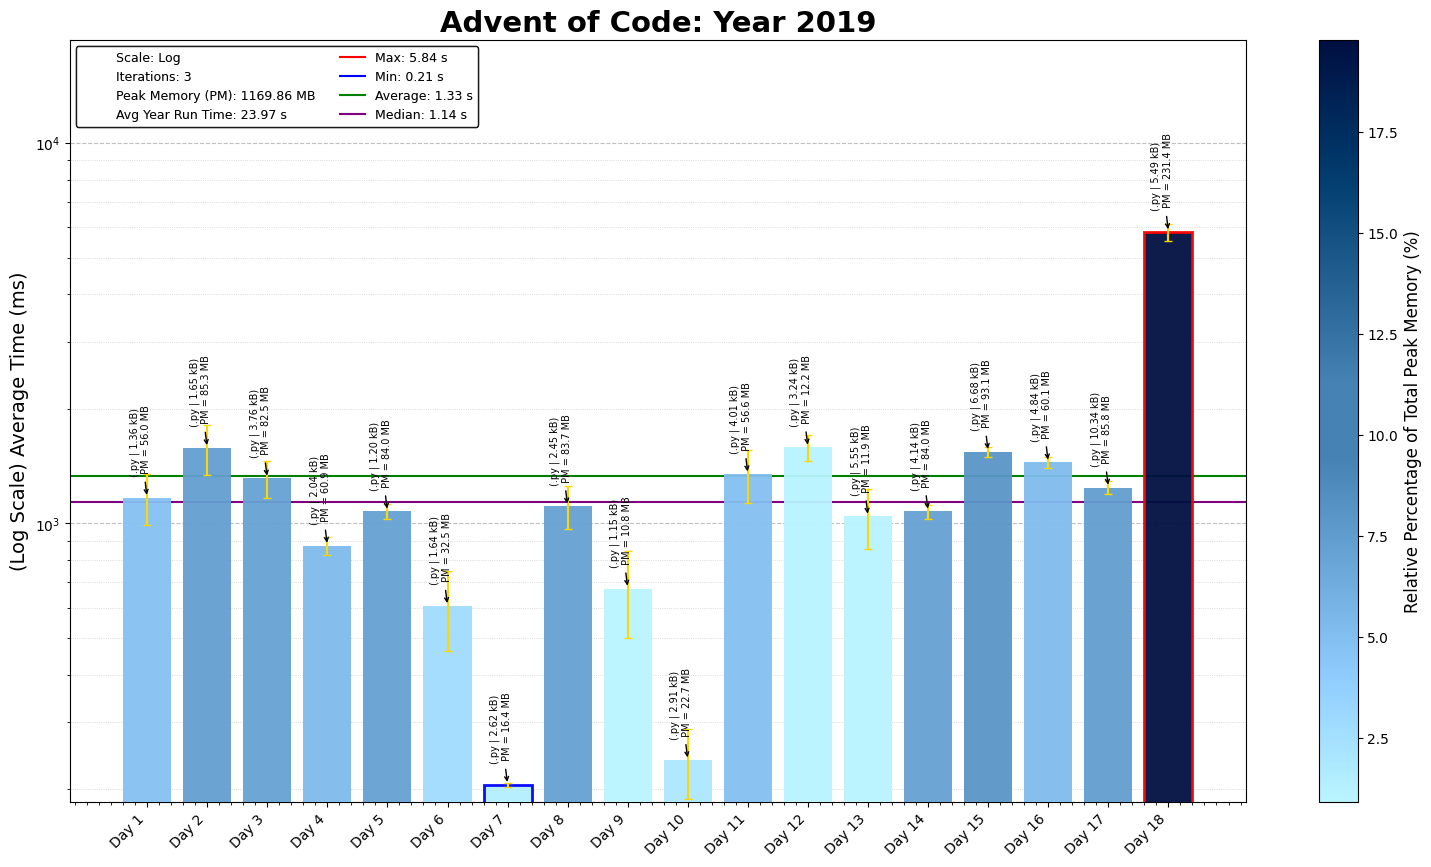 Advent of Code: Year 2019
Scale: Log
Iterations: 3
Peak Memory (PM): 1169.86 MB
Avg Year Run Time: 23.97 s
Max: 5.84 s
Min: 0.21 s
Average: 1.33 s
Median: 1.14 s
(Log Scale) Average Time (ms)
10⁴
10³
(.py | 1.36 kB)
PM = 56.0 MB
(.py | 1.65 kB)
PM = 85.3 MB
(.py | 3.76 kB)
PM = 82.5 MB
(.py | 2.04 kB)
PM = 60.9 MB
(.py | 1.20 kB)
PM = 84.0 MB
(.py | 1.64 kB)
PM = 32.5 MB
(.py | 2.62 kB)
PM = 16.4 MB
(.py | 2.45 kB)
PM = 83.7 MB
(.py | 1.15 kB)
PM = 10.8 MB
(.py | 2.91 kB)
PM = 22.7 MB
(.py | 4.01 kB)
PM = 56.6 MB
(.py | 3.24 kB)
PM = 12.2 MB
(.py | 5.55 kB)
PM = 11.9 MB
(.py | 4.14 kB)
PM = 84.0 MB
(.py | 6.68 kB)
PM = 93.1 MB
(.py | 4.84 kB)
PM = 60.1 MB
(.py | 10.34 kB)
PM = 85.8 MB
(.py | 5.49 kB)
PM = 231.4 MB
Day 1
Day 2
Day 3
Day 4
Day 5
Day 6
Day 7
Day 8
Day 9
Day 10
Day 11
Day 12
Day 13
Day 14
Day 15
Day 16
Day 17
Day 18
17.5
15.0
12.5
10.0
7.5
5.0
2.5
Relative Percentage of Total Peak Memory (%)